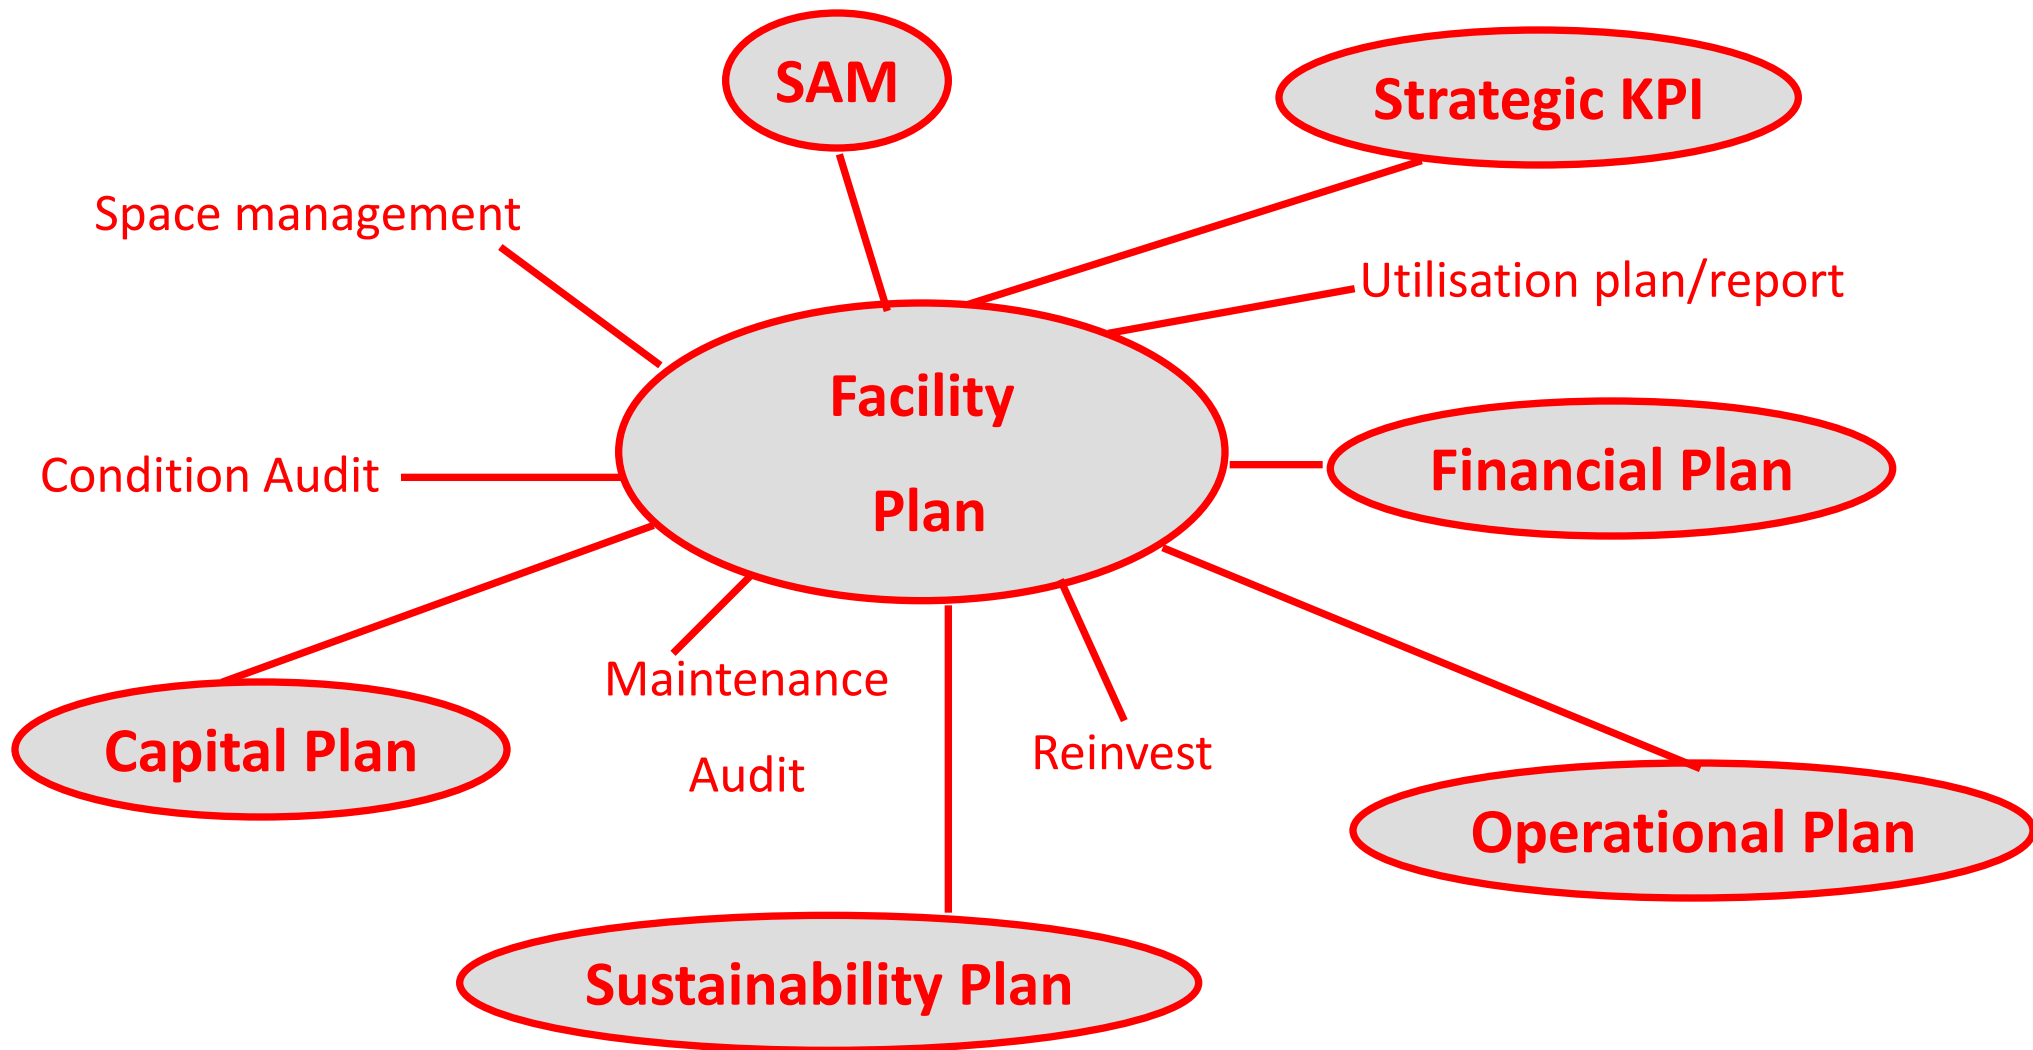 SAM
Strategic KPI
Space management
Utilisation plan/report
Facility
Plan
Financial Plan
Condition Audit
Maintenance
Audit
Reinvest
Capital Plan
Operational Plan
Sustainability Plan